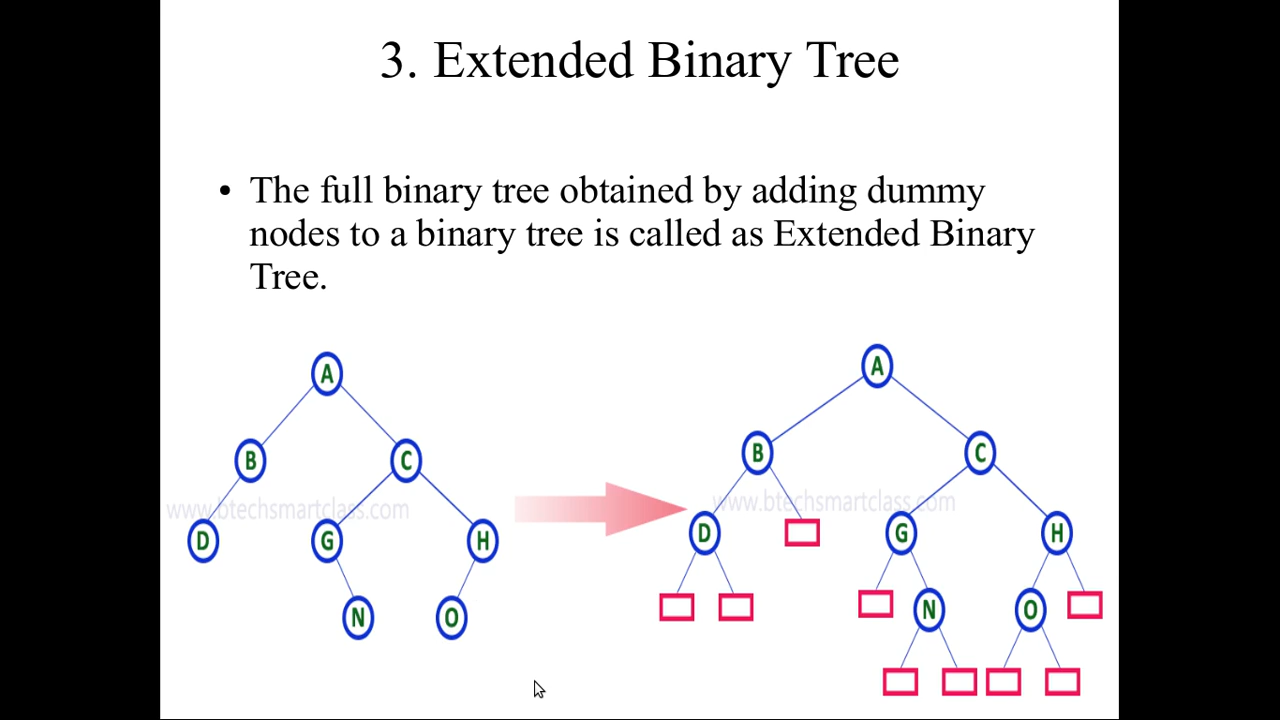 3. Extended Binary Tree
• The full binary tree obtained by adding dummy
nodes to a binary tree is called as Extended Binary
Tree.
A
B
C
www.btechsmartclass.com
D
G
H
N
O
A
B
C
www.btechsmartclass.com
D
G
H
N
O